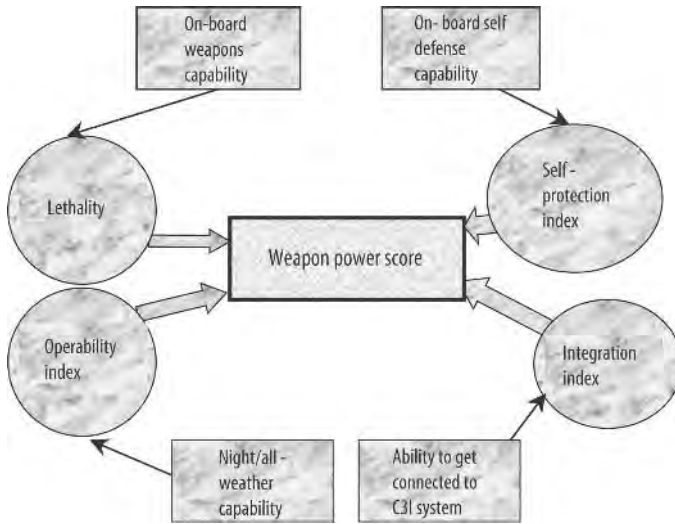 On-board
weapons
capability
On- board self
defense
capability
Lethality
Self -
protection
index
Weapon power score
Operability
index
Integration
index
Night/all -
weather
capability
Ability to get
connected to
C3I system